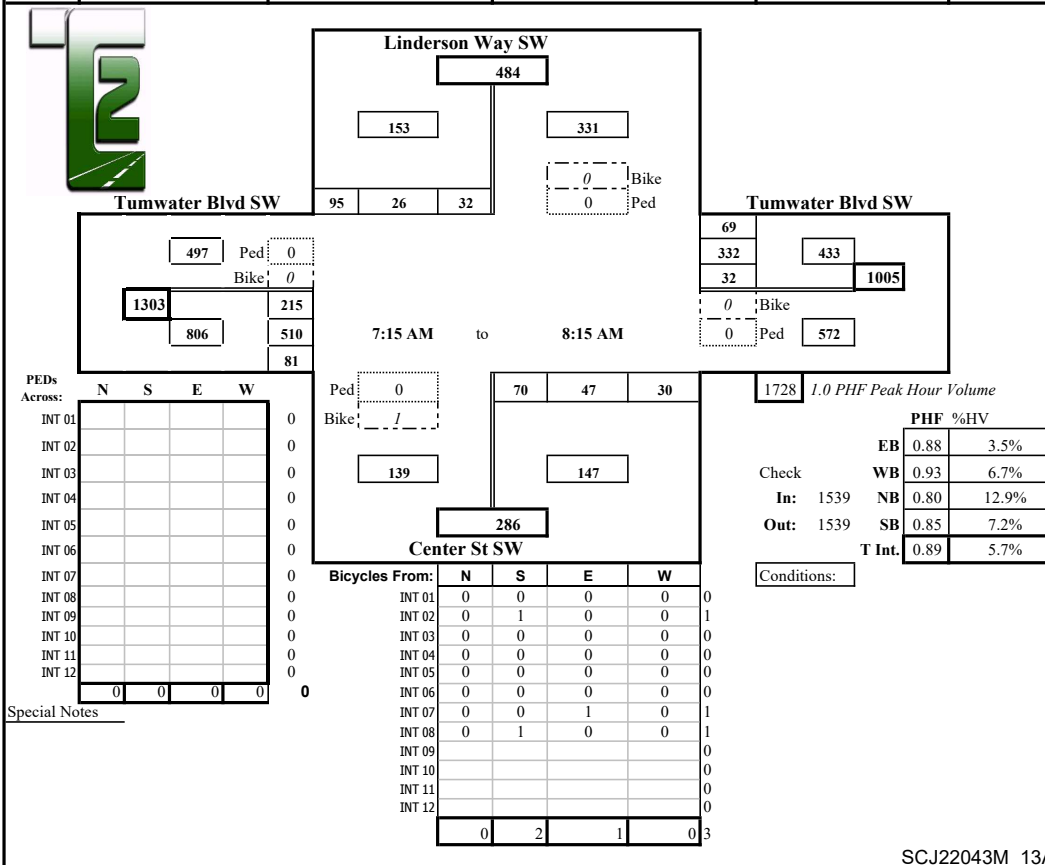 T2
Linderson Way SW
484
153 331
0 Bike
0 Ped
Tumwater Blvd SW 95 26 32 Tumwater Blvd SW
69
497 Ped 0 332 433
Bike 0 32 1005
1303 215 0 Bike
806 510 7:15 AM to 8:15 AM 0 Ped 572
81
PEDs Across: N S E W Ped 0 70 47 30 1728 1.0 PHF Peak Hour Volume
INT 01 0 Bike 1 PHF %HV
INT 02 0 EB 0.88 3.5%
INT 03 0 139 147 Check WB 0.93 6.7%
INT 04 0 In: 1539 NB 0.80 12.9%
INT 05 0 286 Out: 1539 SB 0.85 7.2%
INT 06 0 Center St SW T Int. 0.89 5.7%
INT 07 0 Bicycles From: N S E W Conditions:
INT 08 0 INT 01 0 0 0 0 0
INT 09 0 INT 02 0 1 0 0 1
INT 10 0 INT 03 0 0 0 0 0
INT 11 0 INT 04 0 0 0 0 0
INT 12 0 INT 05 0 0 0 0 0
0 0 0 0 0 INT 06 0 0 0 0 0
Special Notes INT 07 0 0 1 0 1
INT 08 0 1 0 0 1
INT 09 0
INT 10 0
INT 11 0
INT 12 0
0 2 1 0 3